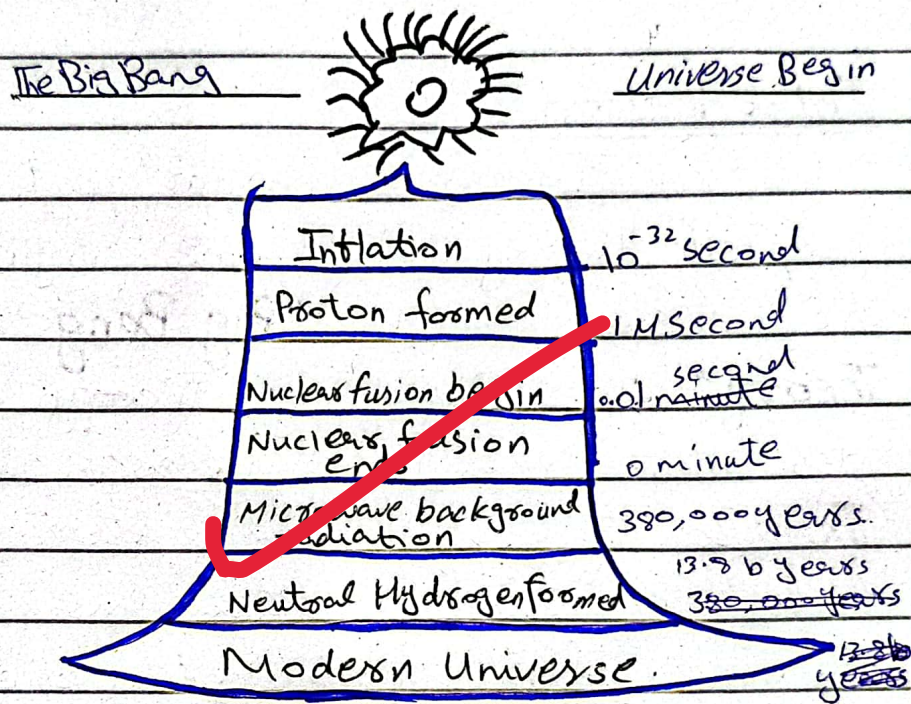 The Big Bang
Universe Begin
Inflation
10⁻³² second
Proton formed
1 M Second
Nuclear fusion begin
second
0.01 minute
Nuclear fusion
ends
0 minute
Microwave background
radiation
380,000 years.
13.8 b years
Neutral Hydrogen formed
380,000 years
Modern Universe.
13.8 b
years